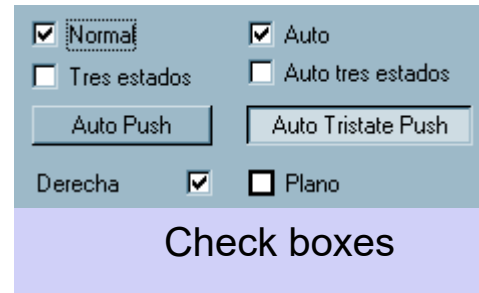 Normal Auto
Tres estados Auto tres estados
Auto Push Auto Tristate Push
Derecha Plano
Check boxes